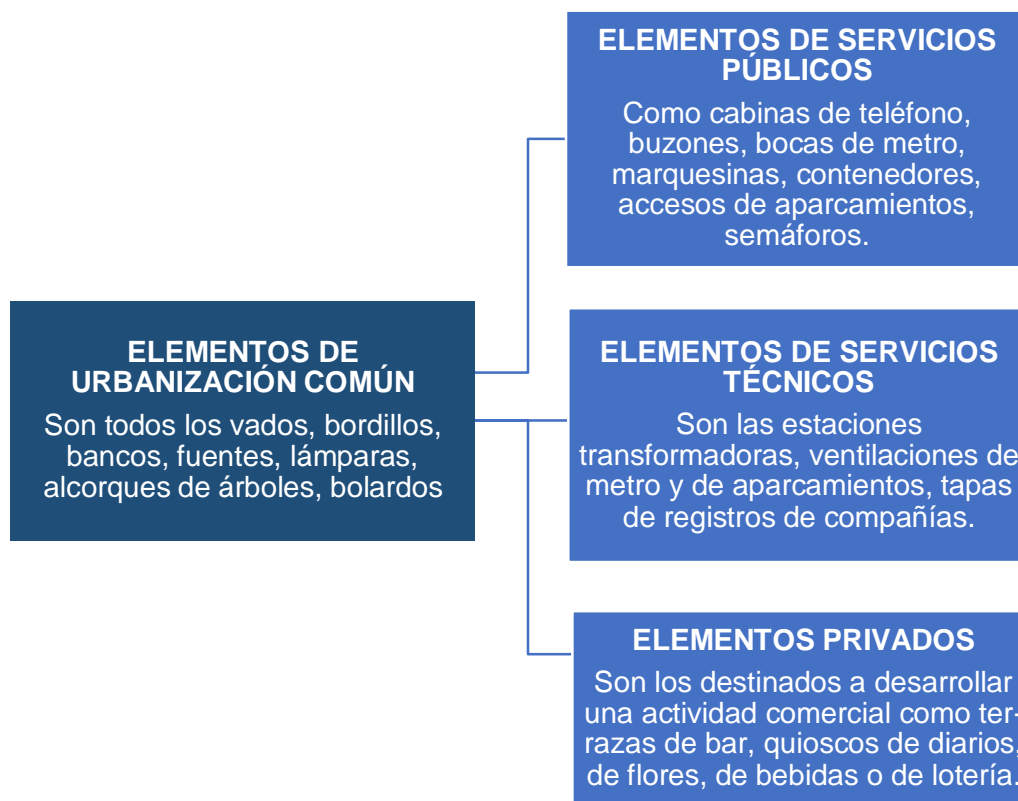 ELEMENTOS DE SERVICIOS
PÚBLICOS
Como cabinas de teléfono,
buzones, bocas de metro,
marquesinas, contenedores,
accesos de aparcamientos,
semáforos.
ELEMENTOS DE
URBANIZACIÓN COMÚN
Son todos los vados, bordillos,
bancos, fuentes, lámparas,
alcorques de árboles, bolardos
ELEMENTOS DE SERVICIOS
TÉCNICOS
Son las estaciones
transformadoras, ventilaciones de
metro y de aparcamientos, tapas
de registros de compañías.
ELEMENTOS PRIVADOS
Son los destinados a desarrollar
una actividad comercial como ter-
razas de bar, quioscos de diarios,
de flores, de bebidas o de lotería.